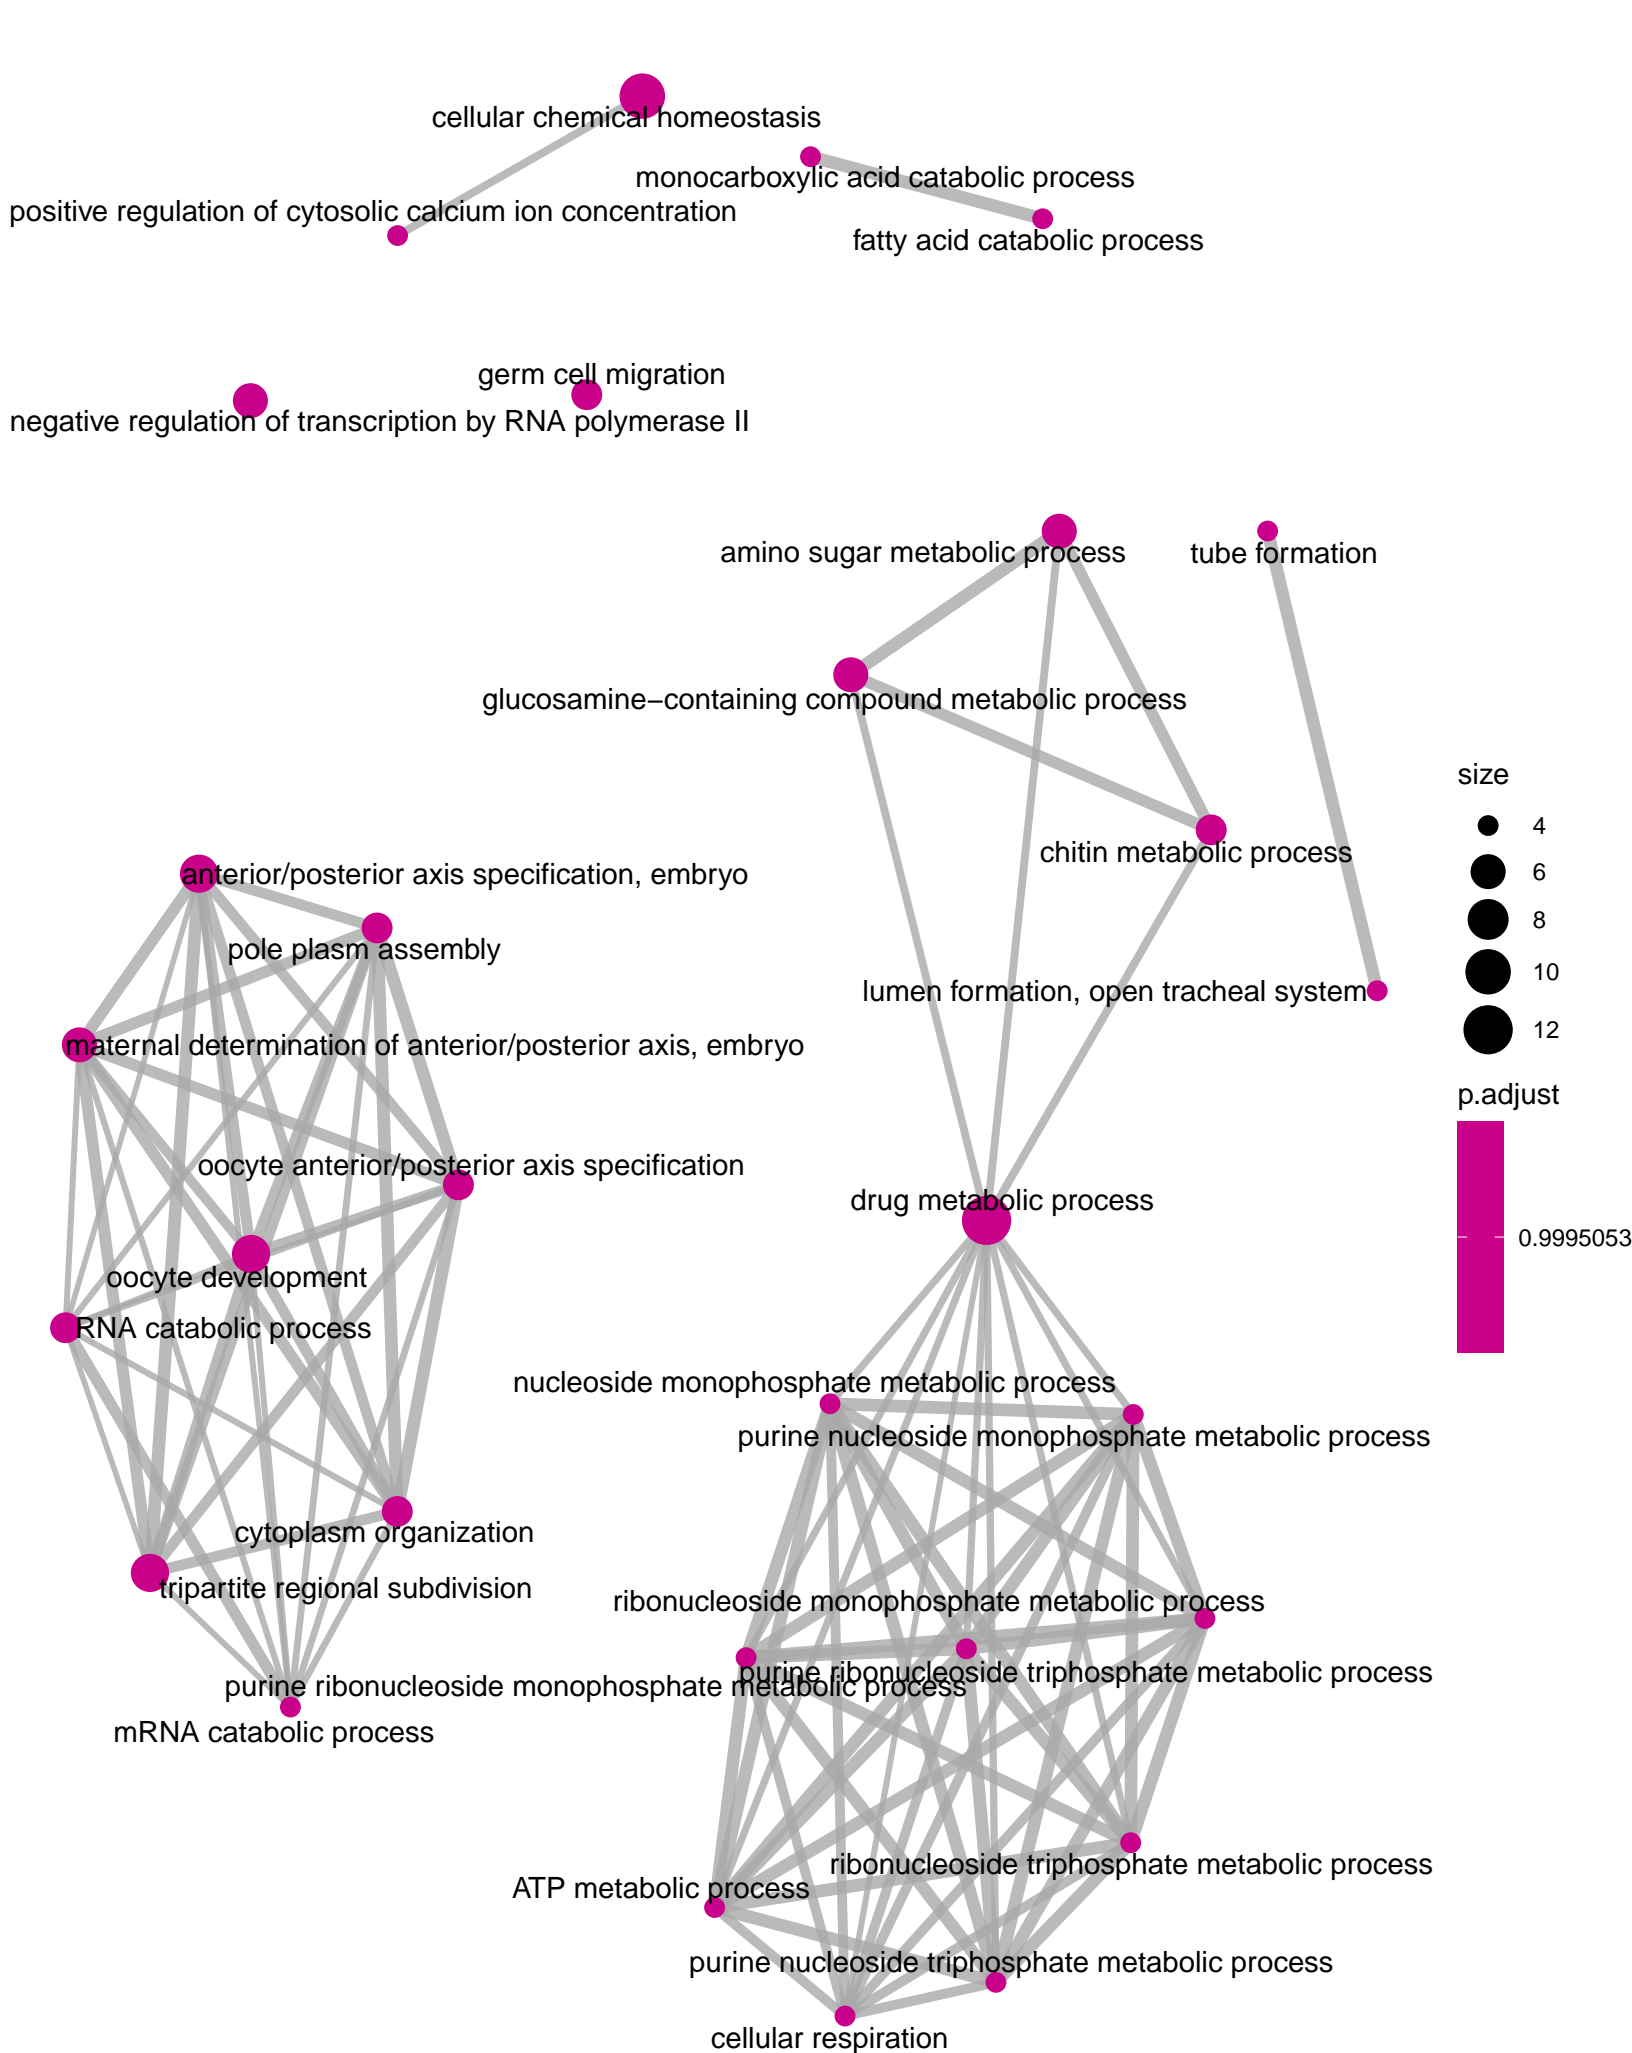 cellular chemical homeostasis
monocarboxylic acid catabolic process
positive regulation of cytosolic calcium ion concentration
fatty acid catabolic process
germ cell migration
negative regulation of transcription by RNA polymerase II
amino sugar metabolic process
tube formation
glucosamine−containing compound metabolic process
size
4
chitin metabolic process
6
anterior/posterior axis specification, embryo
8
pole plasm assembly
10
lumen formation, open tracheal system
12
maternal determination of anterior/posterior axis, embryo
p.adjust
oocyte anterior/posterior axis specification
drug metabolic process
0.9995053
oocyte development
RNA catabolic process
nucleoside monophosphate metabolic process
purine nucleoside monophosphate metabolic process
cytoplasm organization
tripartite regional subdivision
ribonucleoside monophosphate metabolic process
purine ribonucleoside triphosphate metabolic process
purine ribonucleoside monophosphate metabolic process
mRNA catabolic process
ribonucleoside triphosphate metabolic process
ATP metabolic process
purine nucleoside triphosphate metabolic process
cellular respiration